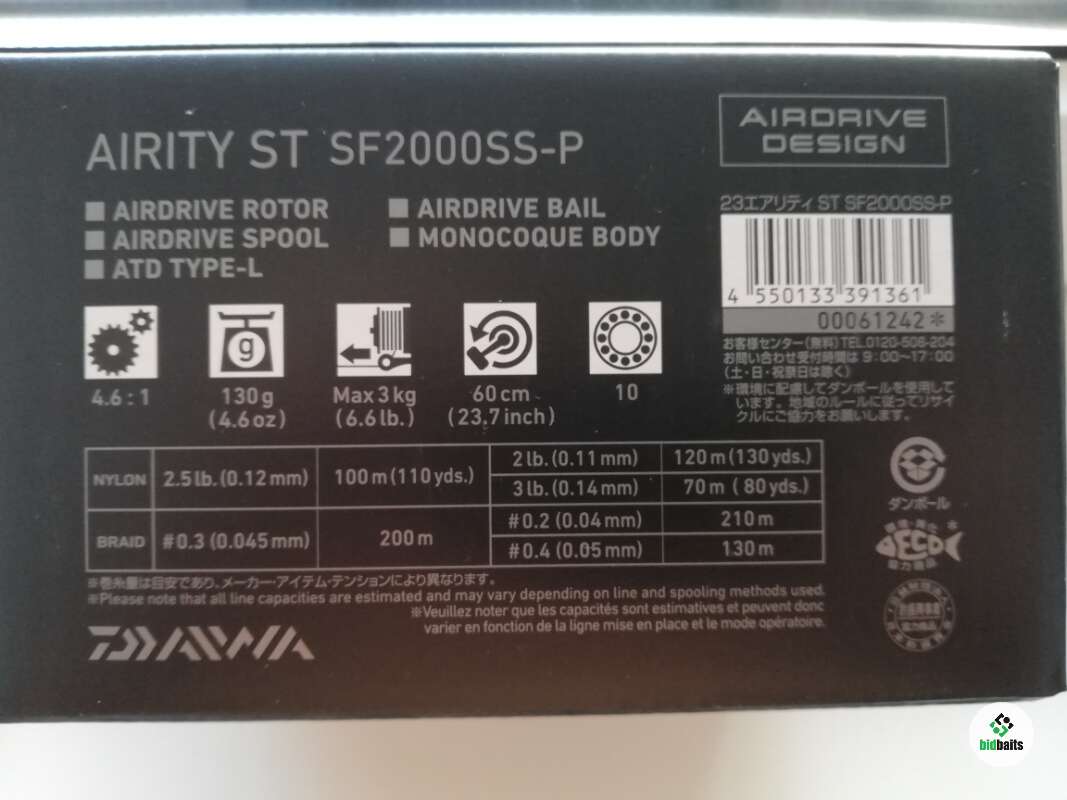 AIRITY ST SF2000SS-P
AIRDRIVE
DESIGN
■ AIRDRIVE ROTOR
■ AIRDRIVE BAIL
■ AIRDRIVE SPOOL
■ MONOCOQUE BODY
■ ATD TYPE-L
23エアリティ ST SF2000SS-P
4 550133 391361
00061242*
お客様センター(無料)TEL.0120-506-204
お問い合わせ受付時間は 9:00〜17:00
(土・日・祝祭日は除く)
※環境に配慮してダンボールを使用して
います。地域のルールに従ってリサイ
クルにご協力をお願いします。
4.6 : 1
g
130g
(4.6oz)
Max3kg
(6.6lb.)
60cm
(23.7inch)
10
NYLON 2.5lb.(0.12mm) 100m(110yds.) 2lb.(0.11mm) 120m(130yds.)
3lb.(0.14mm) 70m ( 80yds.)
BRAID #0.3 (0.045mm) 200m #0.2 (0.04mm) 210m
#0.4 (0.05mm) 130m
※巻糸量は目安であり、メーカー・アイテム・テンションにより異なります。
※Please note that all line capacities are estimated and may vary depending on line and spooling methods used.
※Veuillez noter que les capacités sont estimatives et peuvent donc
varier en fonction de la ligne mise en place et le mode opératoire.
DAIWA
ダンボール
ECO
bidbaits